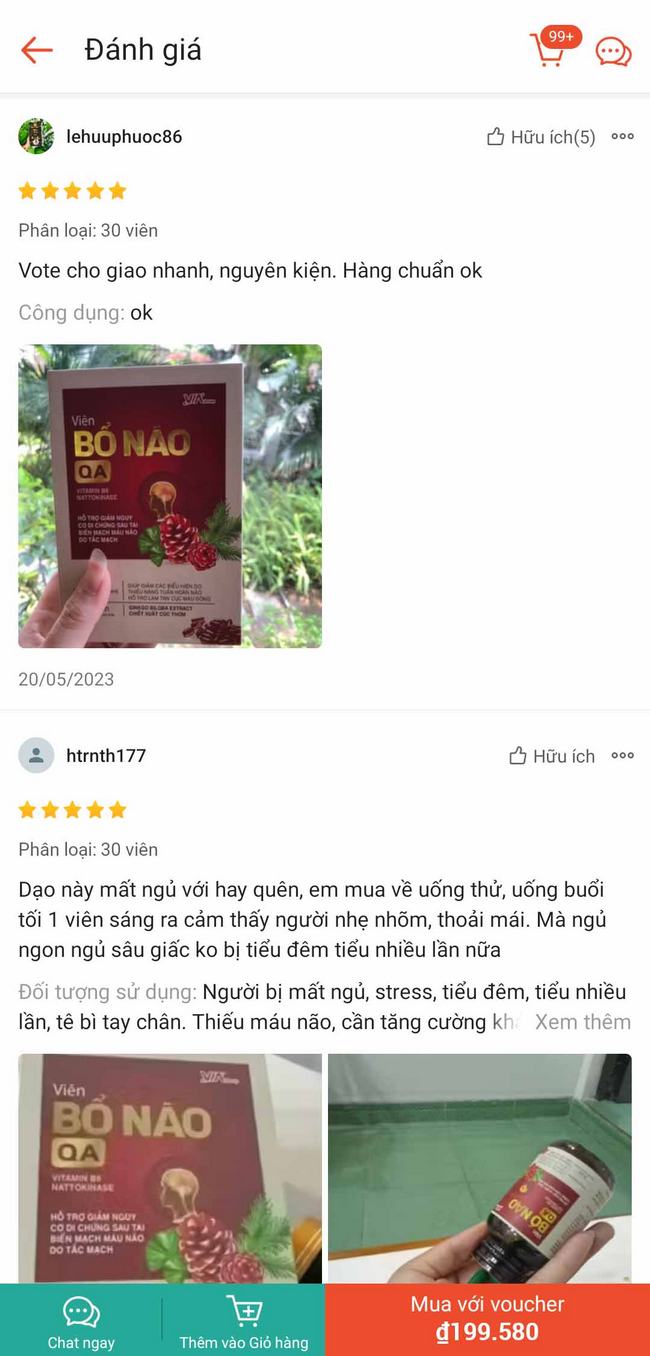 Đánh giá
99+
lehuuphuoc86
Hữu ích(5)
Phân loại: 30 viên
Vote cho giao nhanh, nguyên kiện. Hàng chuẩn ok
Công dụng: ok
Viên
BỔ NÃO
QA
VITAMIN B6
NATTOKINASE
HỖ TRỢ GIẢM NGUY
CƠ DI CHỨNG SAU TAI
BIẾN MẠCH MÁU NÃO
DO TẮC MẠCH
GIÚP GIẢM CÁC BIỂU HIỆN DO
THIỂU NĂNG TUẦN HOÀN NÃO
HỖ TRỢ LÀM TAN CỤC MÁU ĐÔNG
GINKGO BILOBA EXTRACT
CHIẾT XUẤT CÚC THƠM
20/05/2023
htrnth177
Hữu ích
Phân loại: 30 viên
Dạo này mất ngủ với hay quên, em mua về uống thử, uống buổi
tối 1 viên sáng ra cảm thấy người nhẹ nhõm, thoải mái. Mà ngủ
ngon ngủ sâu giấc ko bị tiểu đêm tiểu nhiều lần nữa
Đối tượng sử dụng: Người bị mất ngủ, stress, tiểu đêm, tiểu nhiều
lần, tê bì tay chân. Thiếu máu não, cần tăng cường Xem thêm
Viên
BỔ NÃO
QA
VITAMIN B6
NATTOKINASE
HỖ TRỢ GIẢM NGUY
CƠ DI CHỨNG SAU TAI
BIẾN MẠCH MÁU NÃO
DO TẮC MẠCH
BỔ NÃO
QA
Chat ngay
Thêm vào Giỏ hàng
Mua với voucher
₫199.580